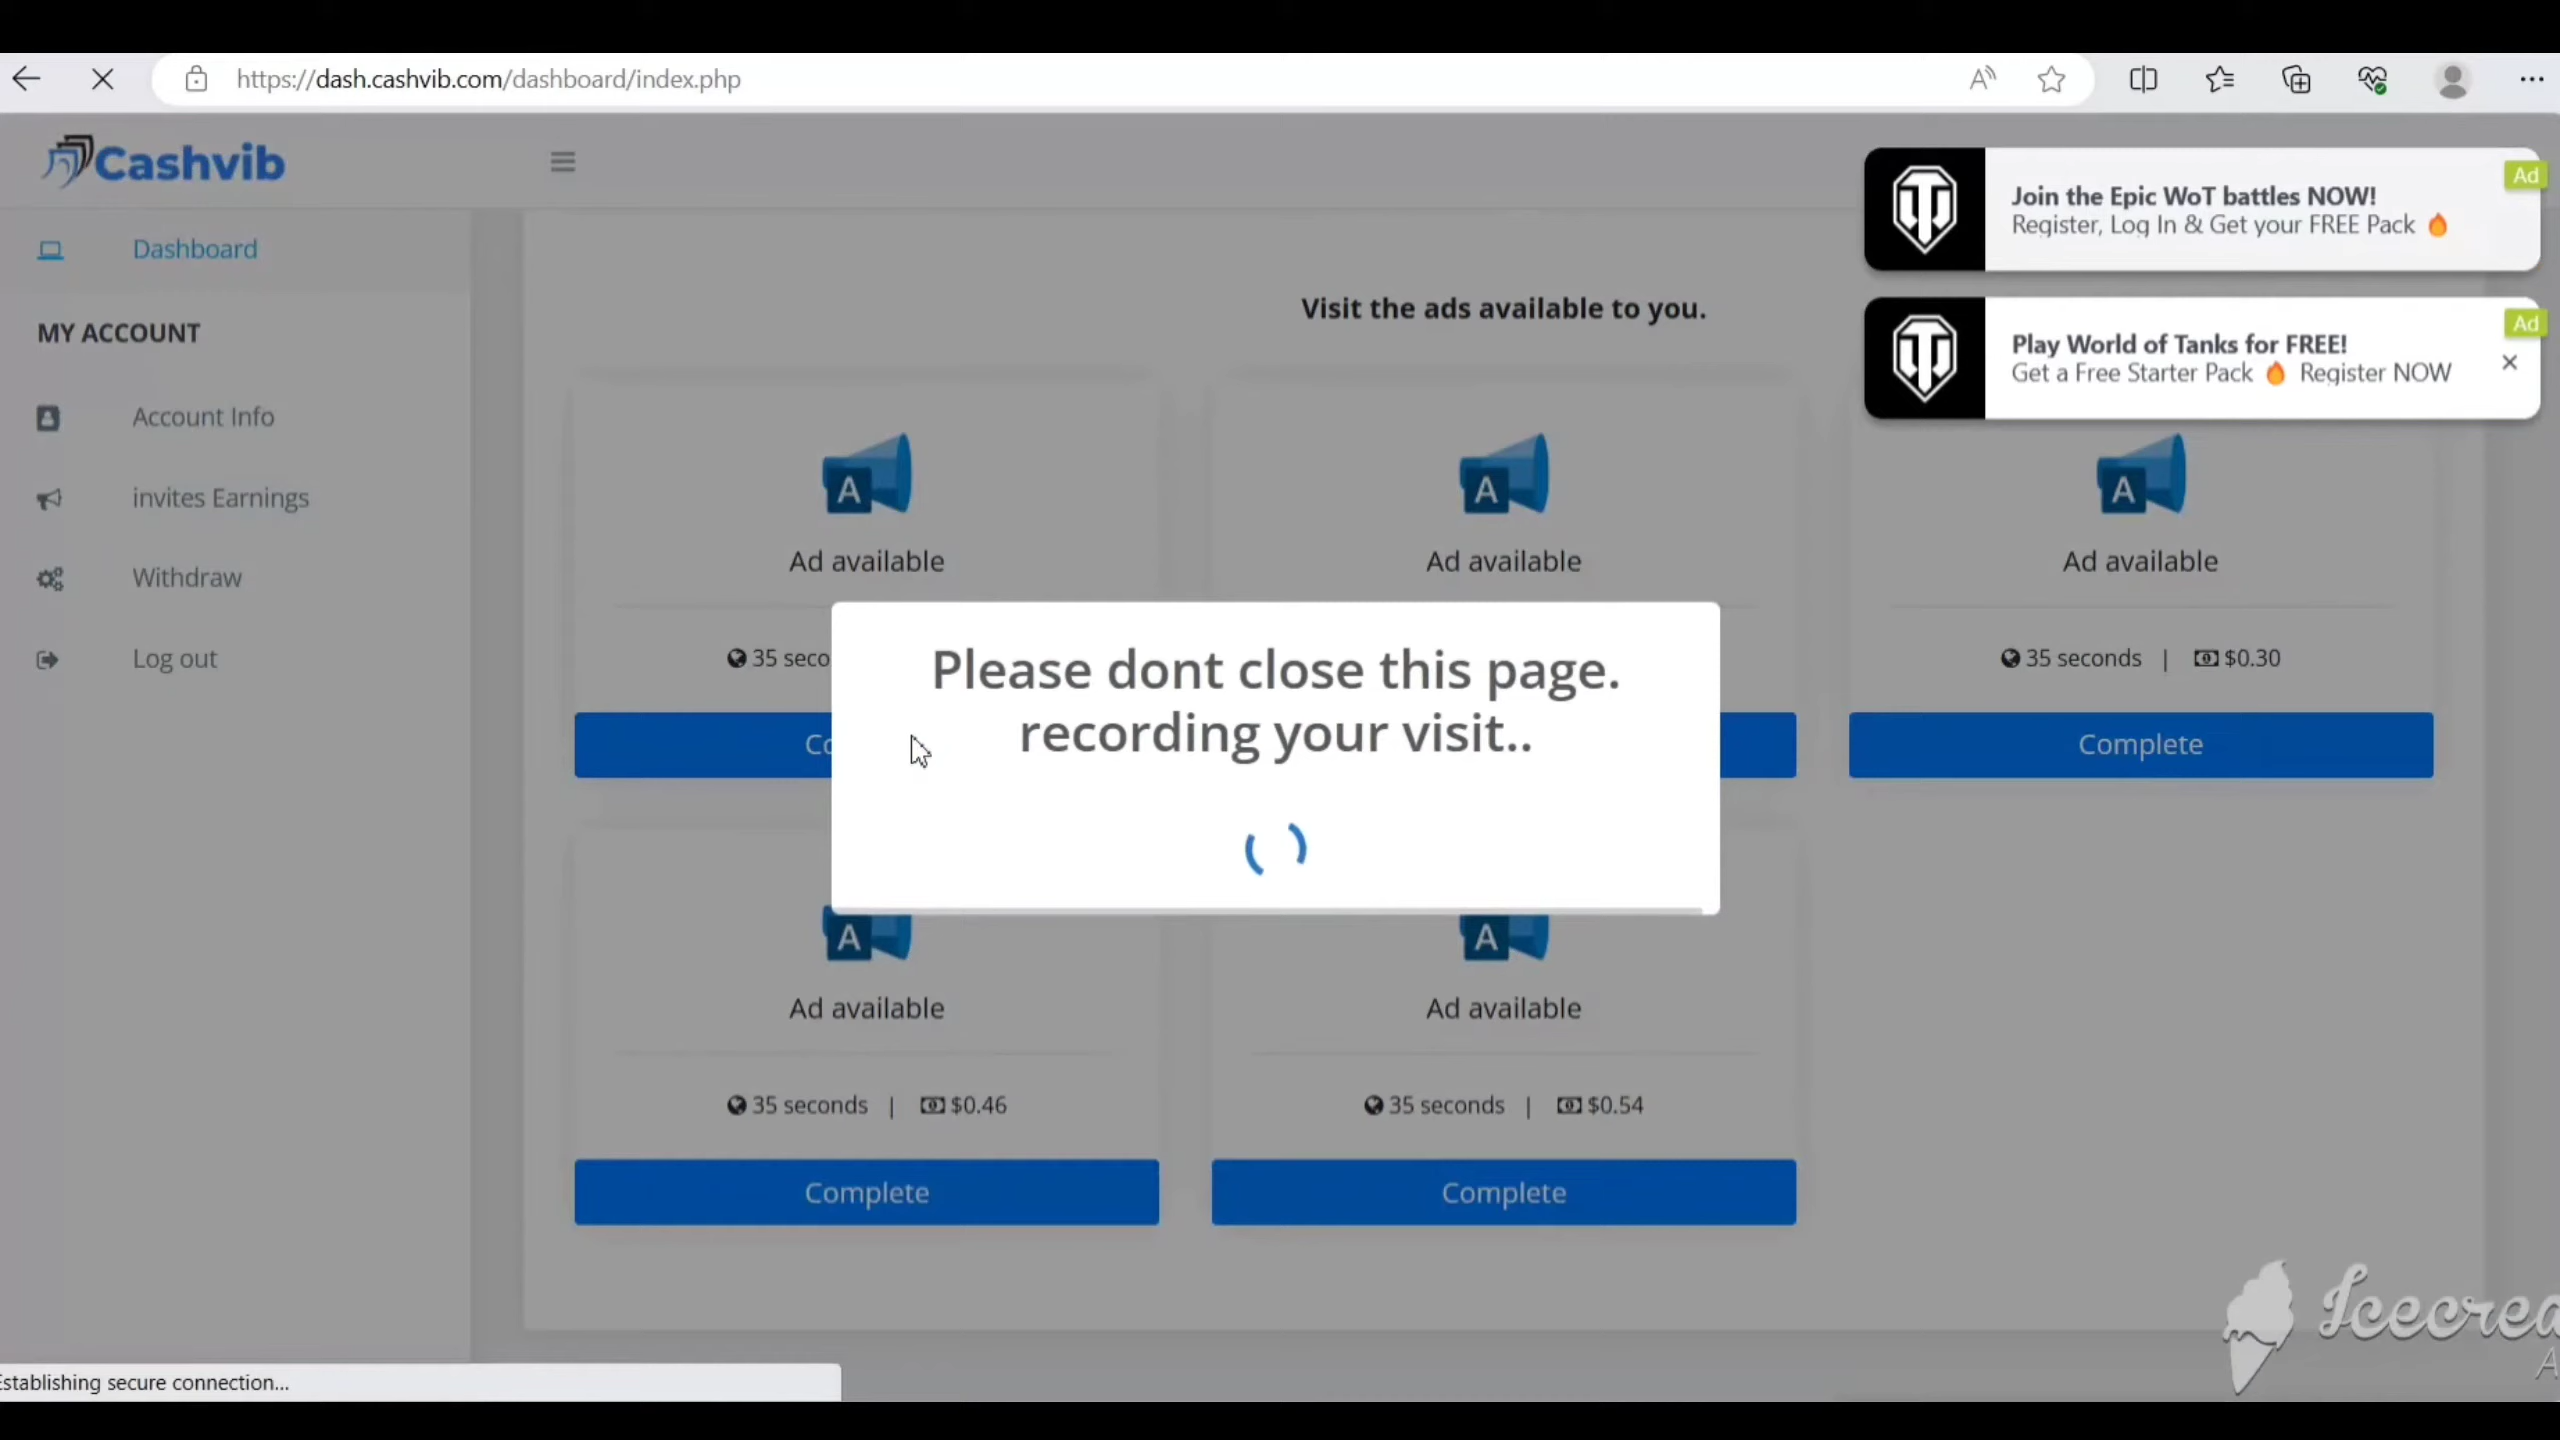 https://dash.cashvib.com/dashboard/index.php
Cashvib
Join the Epic WoT battles NOW!
Register, Log In & Get your FREE Pack 🔥
Ad
Play World of Tanks for FREE!
Get a Free Starter Pack 🔥 Register NOW
Ad
Dashboard
MY ACCOUNT
Account Info
invites Earnings
Withdraw
Log out
Visit the ads available to you.
A
Ad available
35 seco
A
Ad available
A
Ad available
35 seconds | $0.30
Complete
Please dont close this page.
recording your visit..
A
Ad available
35 seconds | $0.46
Complete
A
Ad available
35 seconds | $0.54
Complete
Establishing secure connection...